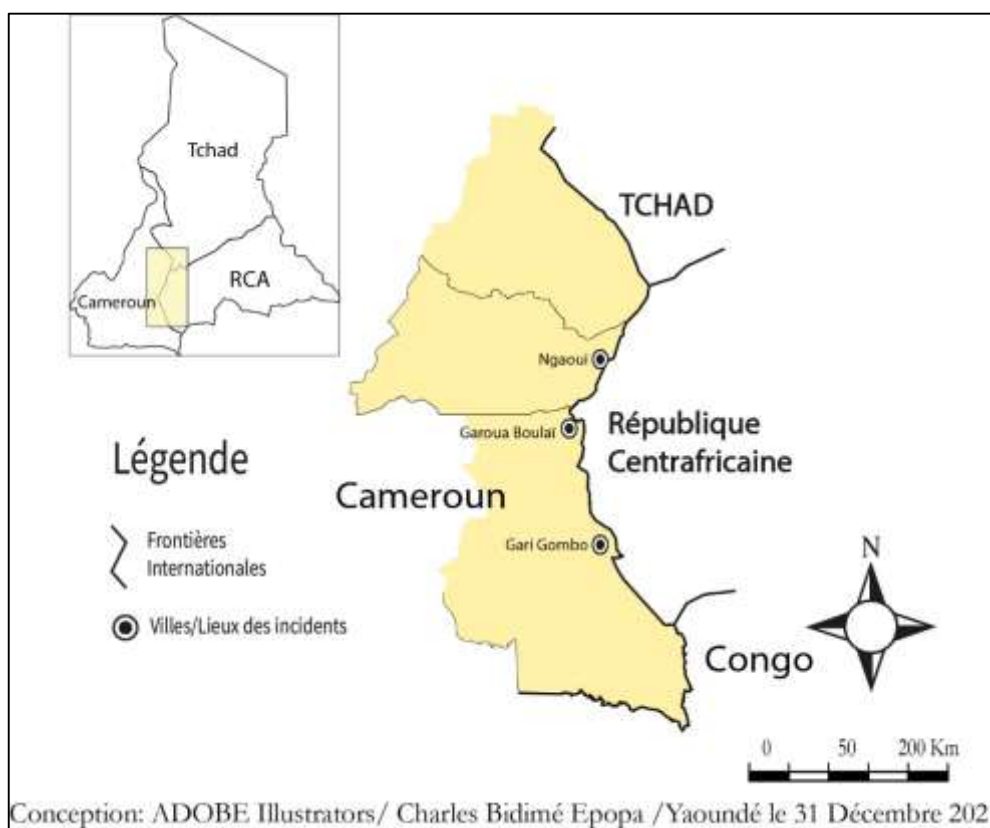 Tchad
RCA
Cameroun
TCHAD
Ngaoui
Garoua Boulaï
République
Centrafricaine
Cameroun
Gari Gombo
Congo
Légende
Frontières
Internationales
Villes/Lieux des incidents
N
0 50 200 Km
Conception: ADOBE Illustrators/ Charles Bidimé Epopa /Yaoundé le 31 Décembre 202